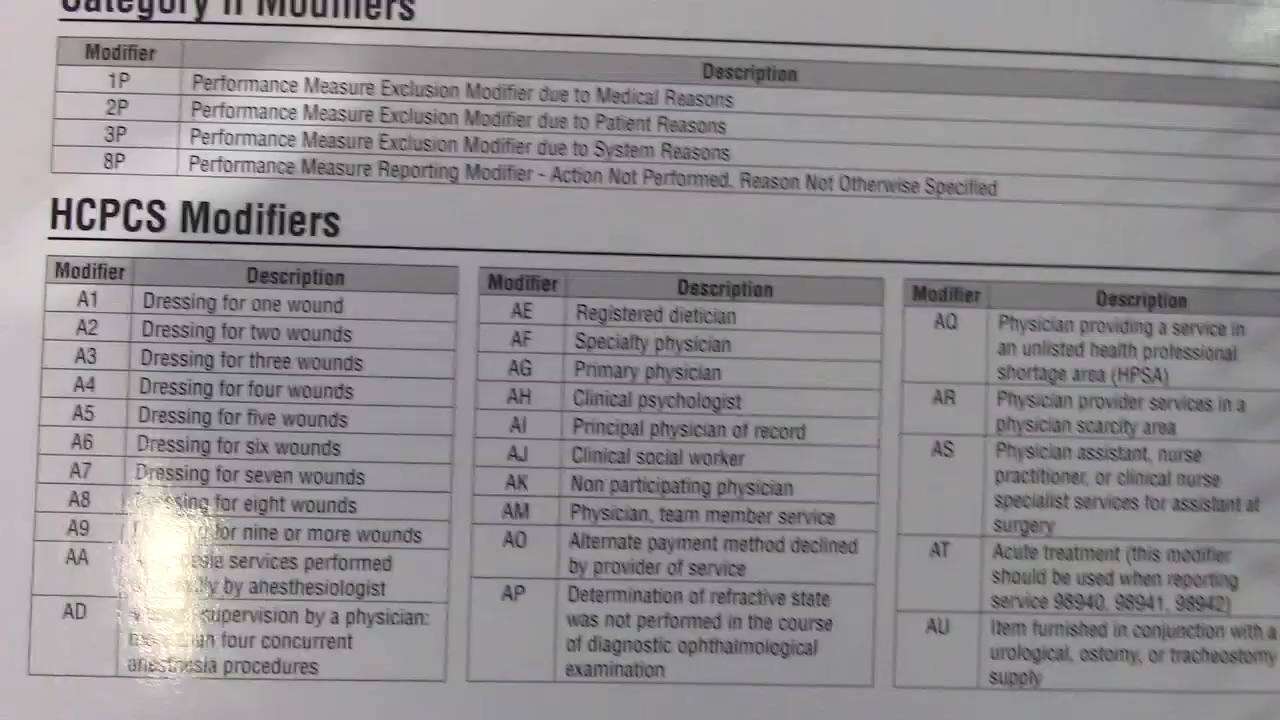 Category II Modifiers
Modifier Description
1P Performance Measure Exclusion Modifier due to Medical Reasons
2P Performance Measure Exclusion Modifier due to Patient Reasons
3P Performance Measure Exclusion Modifier due to System Reasons
8P Performance Measure Reporting Modifier - Action Not Performed, Reason Not Otherwise Specified
HCPCS Modifiers
Modifier Description
A1 Dressing for one wound
A2 Dressing for two wounds
A3 Dressing for three wounds
A4 Dressing for four wounds
A5 Dressing for five wounds
A6 Dressing for six wounds
A7 Dressing for seven wounds
A8 Dressing for eight wounds
A9 for nine or more wounds
AA services performed
by anesthesiologist
AD supervision by a physician:
more than four concurrent
anesthesia procedures
Modifier Description
AE Registered dietician
AF Specialty physician
AG Primary physician
AH Clinical psychologist
AI Principal physician of record
AJ Clinical social worker
AK Non participating physician
AM Physician, team member service
AO Alternate payment method declined
by provider of service
AP Determination of refractive state
was not performed in the course
of diagnostic ophthalmological
examination
Modifier Description
AQ Physician providing a service in
an unlisted health professional
shortage area (HPSA)
AR Physician provider services in a
physician scarcity area
AS Physician assistant, nurse
practitioner, or clinical nurse
specialist services for assistant at
surgery
AT Acute treatment (this modifier
should be used when reporting
service 98940, 98941, 98942)
AU Item furnished in conjunction with a
urological, ostomy, or tracheostomy
supply